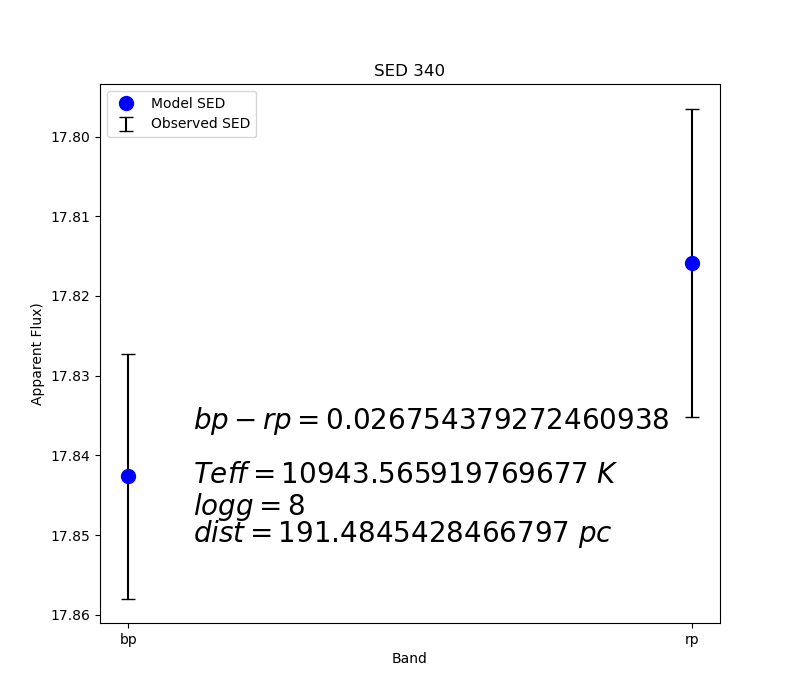 SED 340
Model SED
Observed SED
17.80
17.81
17.82
17.83
17.84
17.85
17.86
Apparent Flux)
bp − rp = 0.026754379272460938
Teff = 10943.565919769677 K
logg = 8
dist = 191.4845428466797 pc
bp
rp
Band